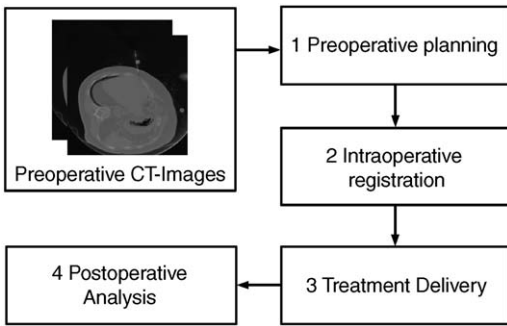 1 Preoperative planning
Preoperative CT-Images
2 Intraoperative
registration
3 Treatment Delivery
4 Postoperative
Analysis